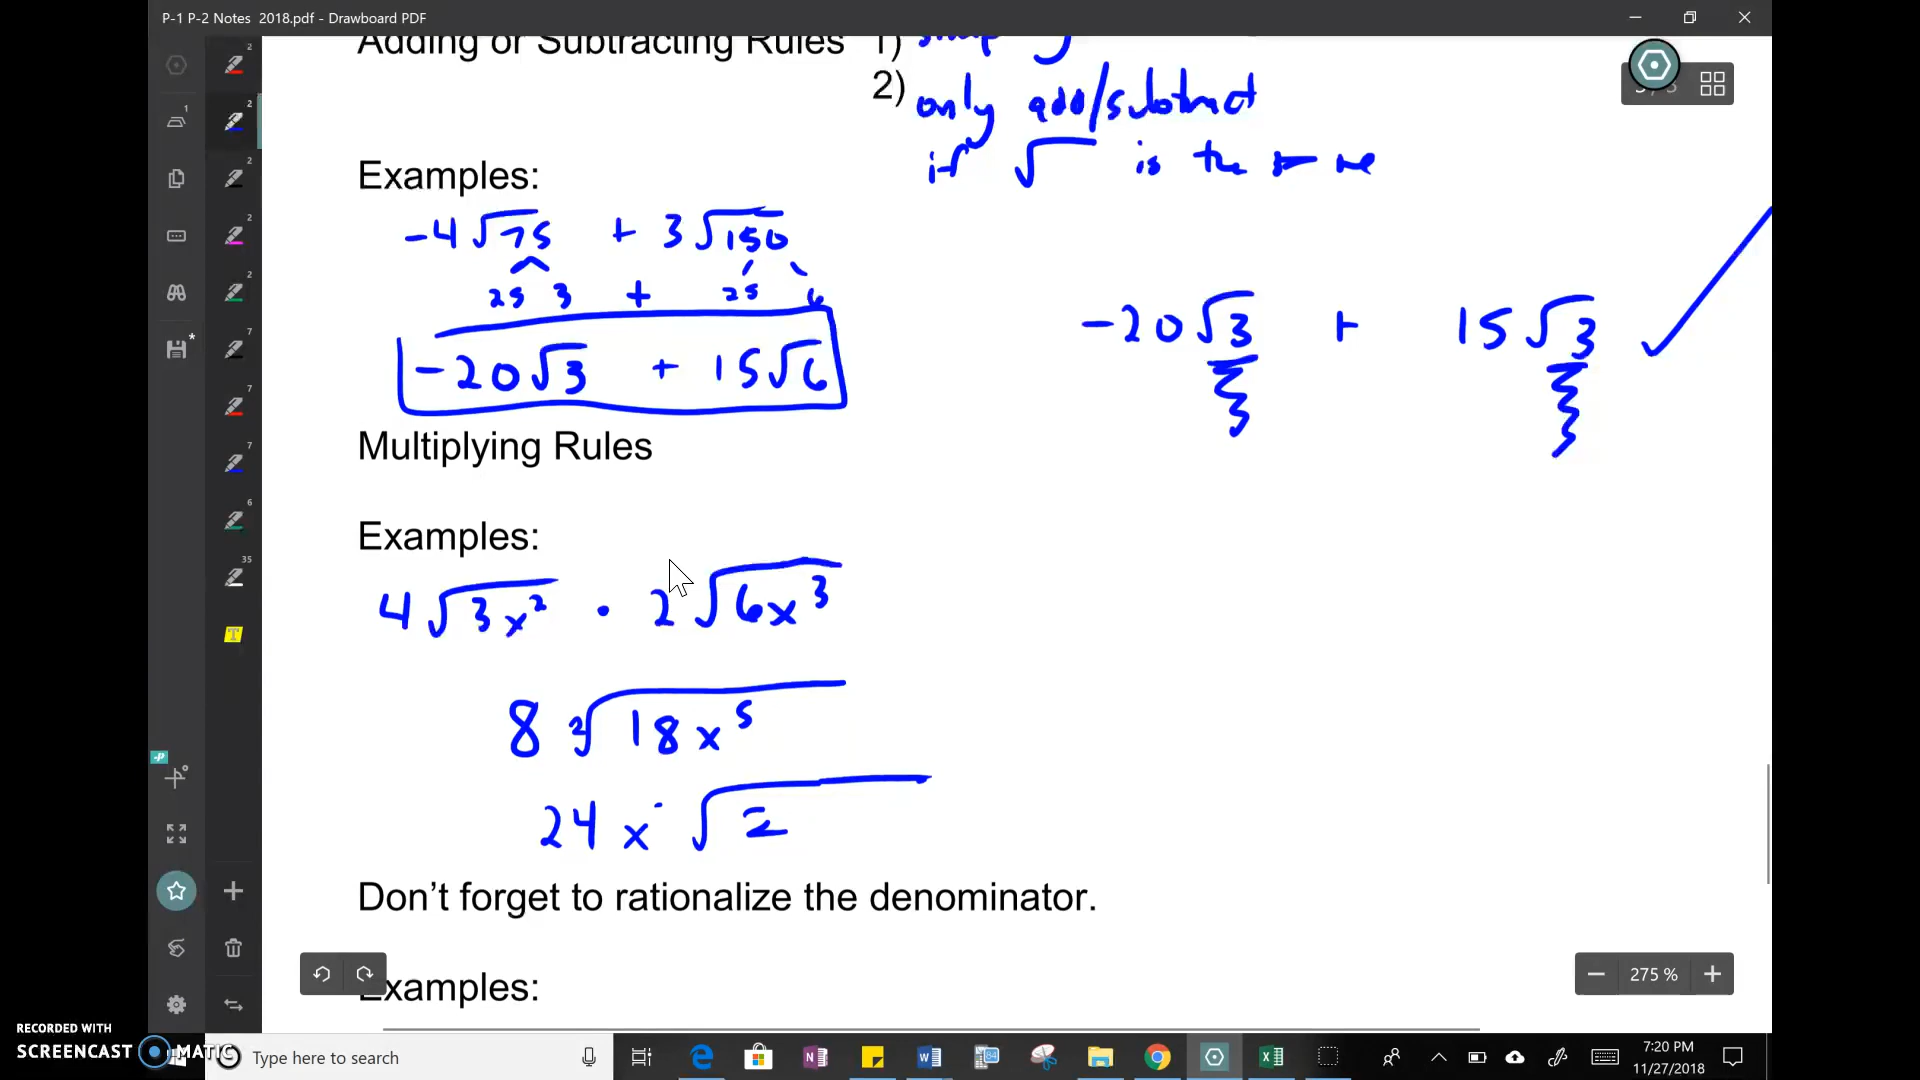 P-1 P-2 Notes 2018.pdf - Drawboard PDF
Adding or Subtracting Rules 1)
2) only add/subtract
if √ is the
Examples:
-4√75 + 3√150
25 3 + 25 6
-20√3 + 15√6
-20√3 + 15√3
Multiplying Rules
Examples:
4√3x² · 2√6x³
8 ²√18x⁵
24x √2
Don't forget to rationalize the denominator.
Examples:
275 %
RECORDED WITH
SCREENCAST MATIC
Type here to search
7:20 PM
11/27/2018